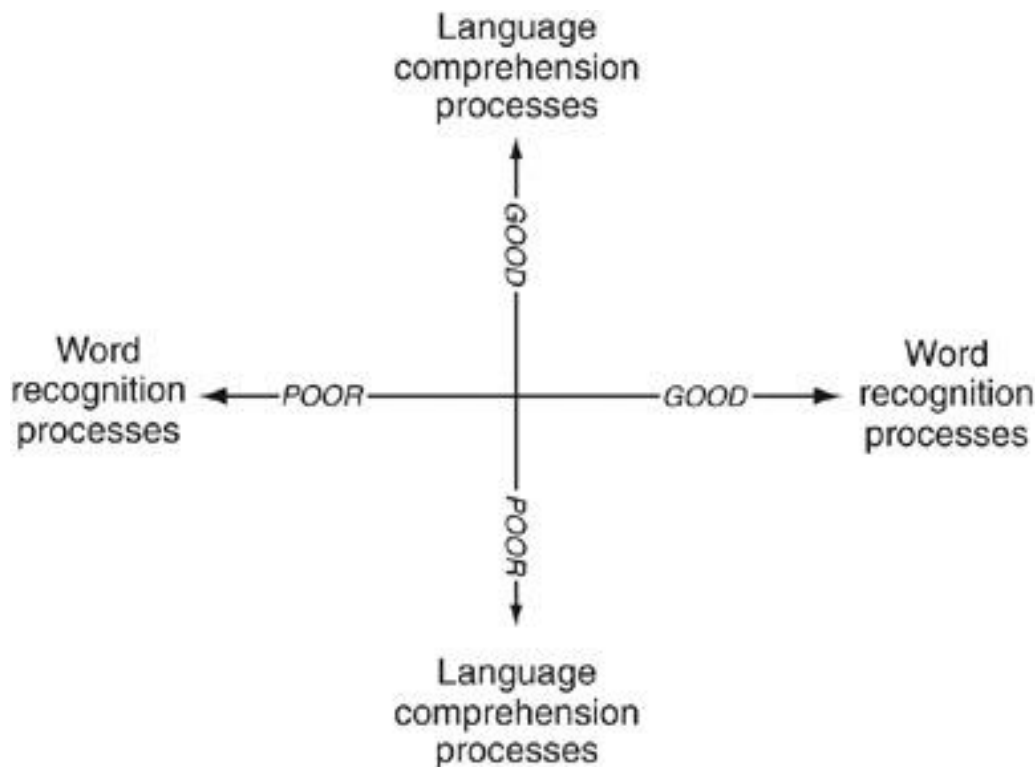 Language
comprehension
processes
GOOD
Word
recognition
processes
POOR
GOOD
Word
recognition
processes
POOR
Language
comprehension
processes